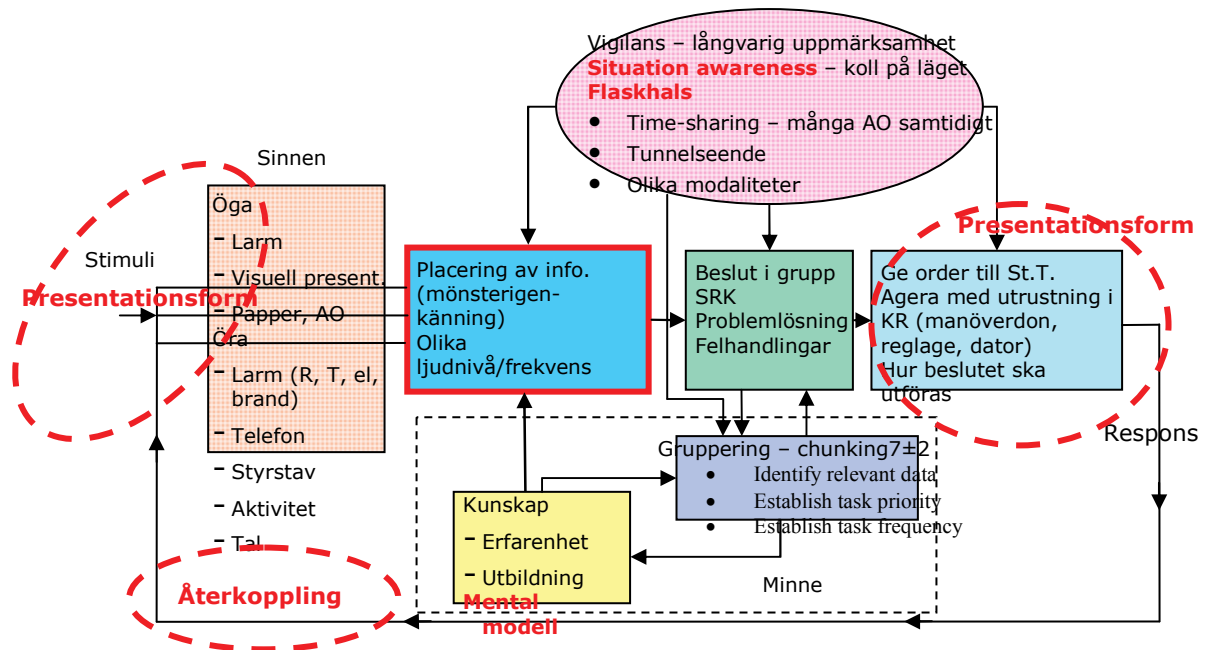 Vigilans – långvarig uppmärksamhet
Situation awareness – koll på läget
Flaskhals
• Time-sharing – många AO samtidigt
• Tunnelseende
• Olika modaliteter
Sinnen
Öga
- Larm
- Visuell present.
- Papper, AO
Öra
- Larm (R, T, el,
brand)
- Telefon
- Styrstav
- Aktivitet
- Tal
Stimuli
Presentationsform
Placering av info.
(mönsterigen-
känning)
Olika
ljudnivå/frekvens
Beslut i grupp
SRK
Problemlösning
Felhandlingar
Presentationsform
Ge order till St.T.
Agera med utrustning i
KR (manöverdon,
reglage, dator)
Hur beslutet ska
utföras
Respons
Gruppering – chunking7±2
• Identify relevant data
• Establish task priority
• Establish task frequency
Kunskap
- Erfarenhet
- Utbildning
Mental
modell
Minne
Återkoppling